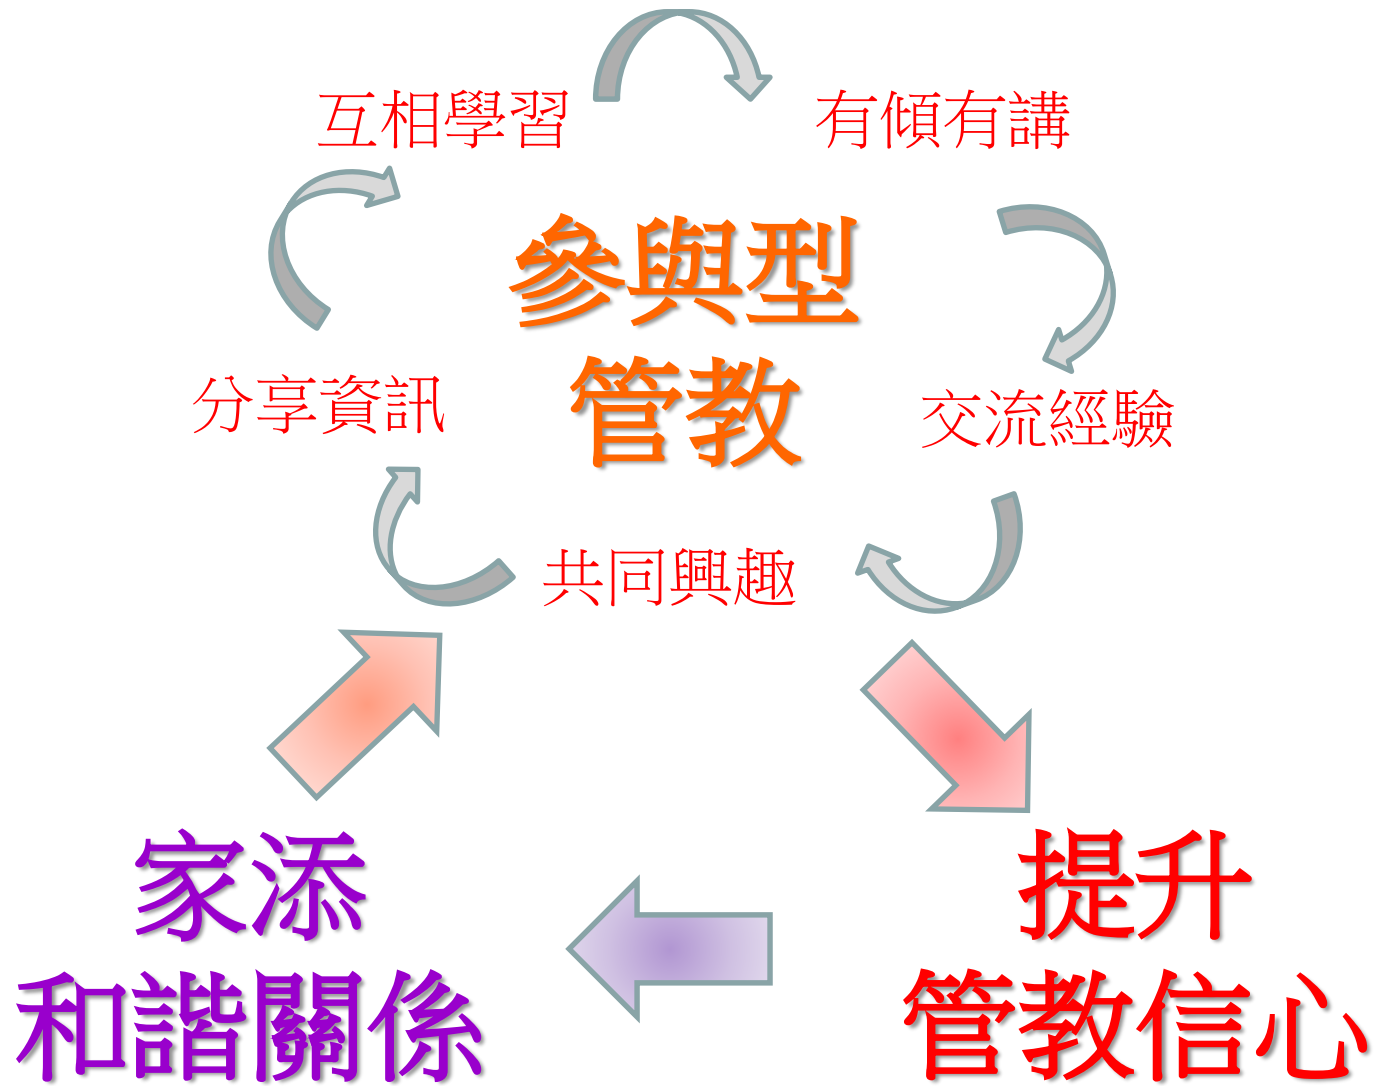 互相學習
有傾有講
參與型
管教
分享資訊
交流經驗
共同興趣
家添
和諧關係
提升
管教信心